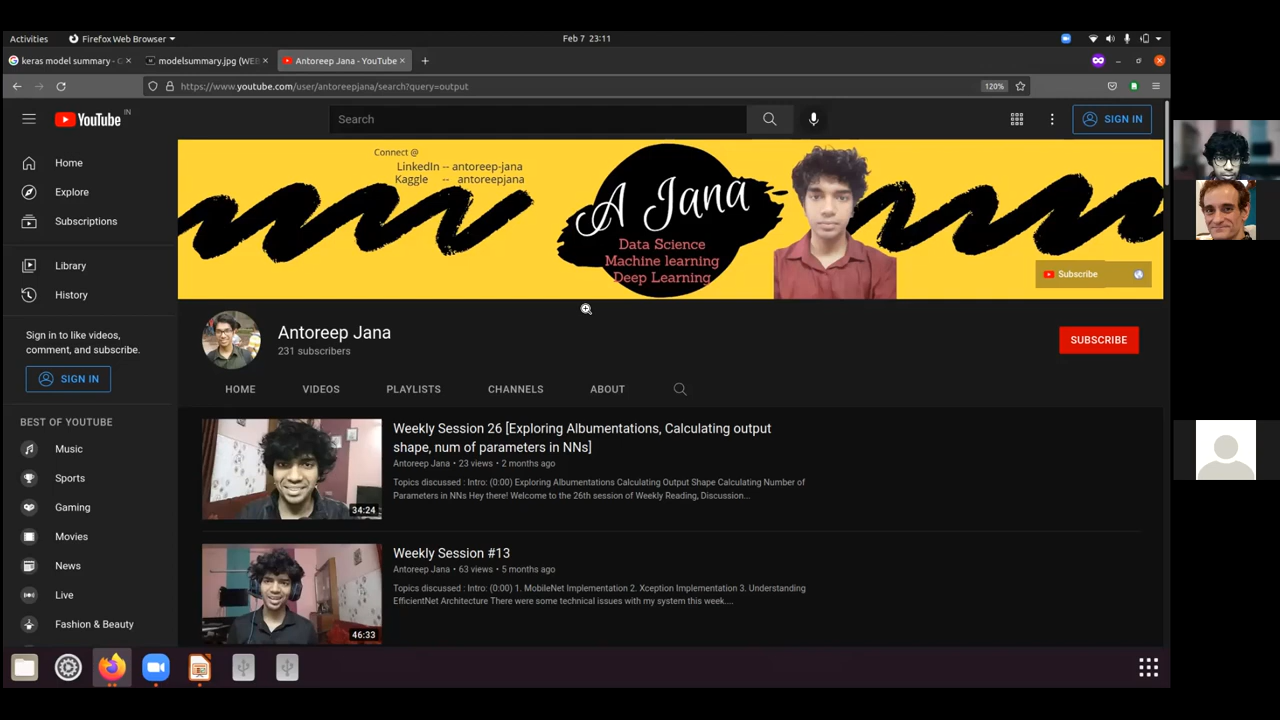 Activities
Firefox Web Browser
Feb 7 23:11
keras model summary - G
modelsummary.jpg (WEB
Antoreep Jana - YouTube
https://www.youtube.com/user/antoreepjana/search?query=output
120%
YouTube IN
Search
SIGN IN
Home
Explore
Subscriptions
Library
History
Sign in to like videos,
comment, and subscribe.
SIGN IN
BEST OF YOUTUBE
Music
Sports
Gaming
Movies
News
Live
Fashion & Beauty
Connect @
LinkedIn -- antoreep-jana
Kaggle -- antoreepjana
A Jana
Data Science
Machine learning
Deep Learning
Subscribe
Antoreep Jana
231 subscribers
SUBSCRIBE
HOME
VIDEOS
PLAYLISTS
CHANNELS
ABOUT
Weekly Session 26 [Exploring Albumentations, Calculating output
shape, num of parameters in NNs]
Antoreep Jana • 23 views • 2 months ago
Topics discussed : Intro: (0:00) Exploring Albumentations Calculating Output Shape Calculating Number of
Parameters in NNs Hey there! Welcome to the 26th session of Weekly Reading, Discussion...
34:24
Weekly Session #13
Antoreep Jana • 63 views • 5 months ago
Topics discussed : Intro: (0:00) 1. MobileNet Implementation 2. Xception Implementation 3. Understanding
EfficientNet Architecture There were some technical issues with my system this week....
46:33